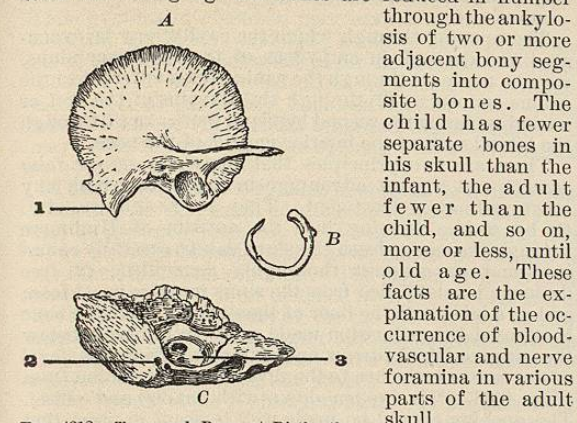 reduced in number
A
1
B
2
3
C
through the ankylo-
sis of two or more
adjacent bony seg-
ments into compo-
site bones. The
child has fewer
separate bones in
his skull than the
infant, the adult
fewer than the
child, and so on,
more or less, until
old age. These
facts are the ex-
planation of the oc-
currence of blood-
vascular and nerve
foramina in various
parts of the adult
skull